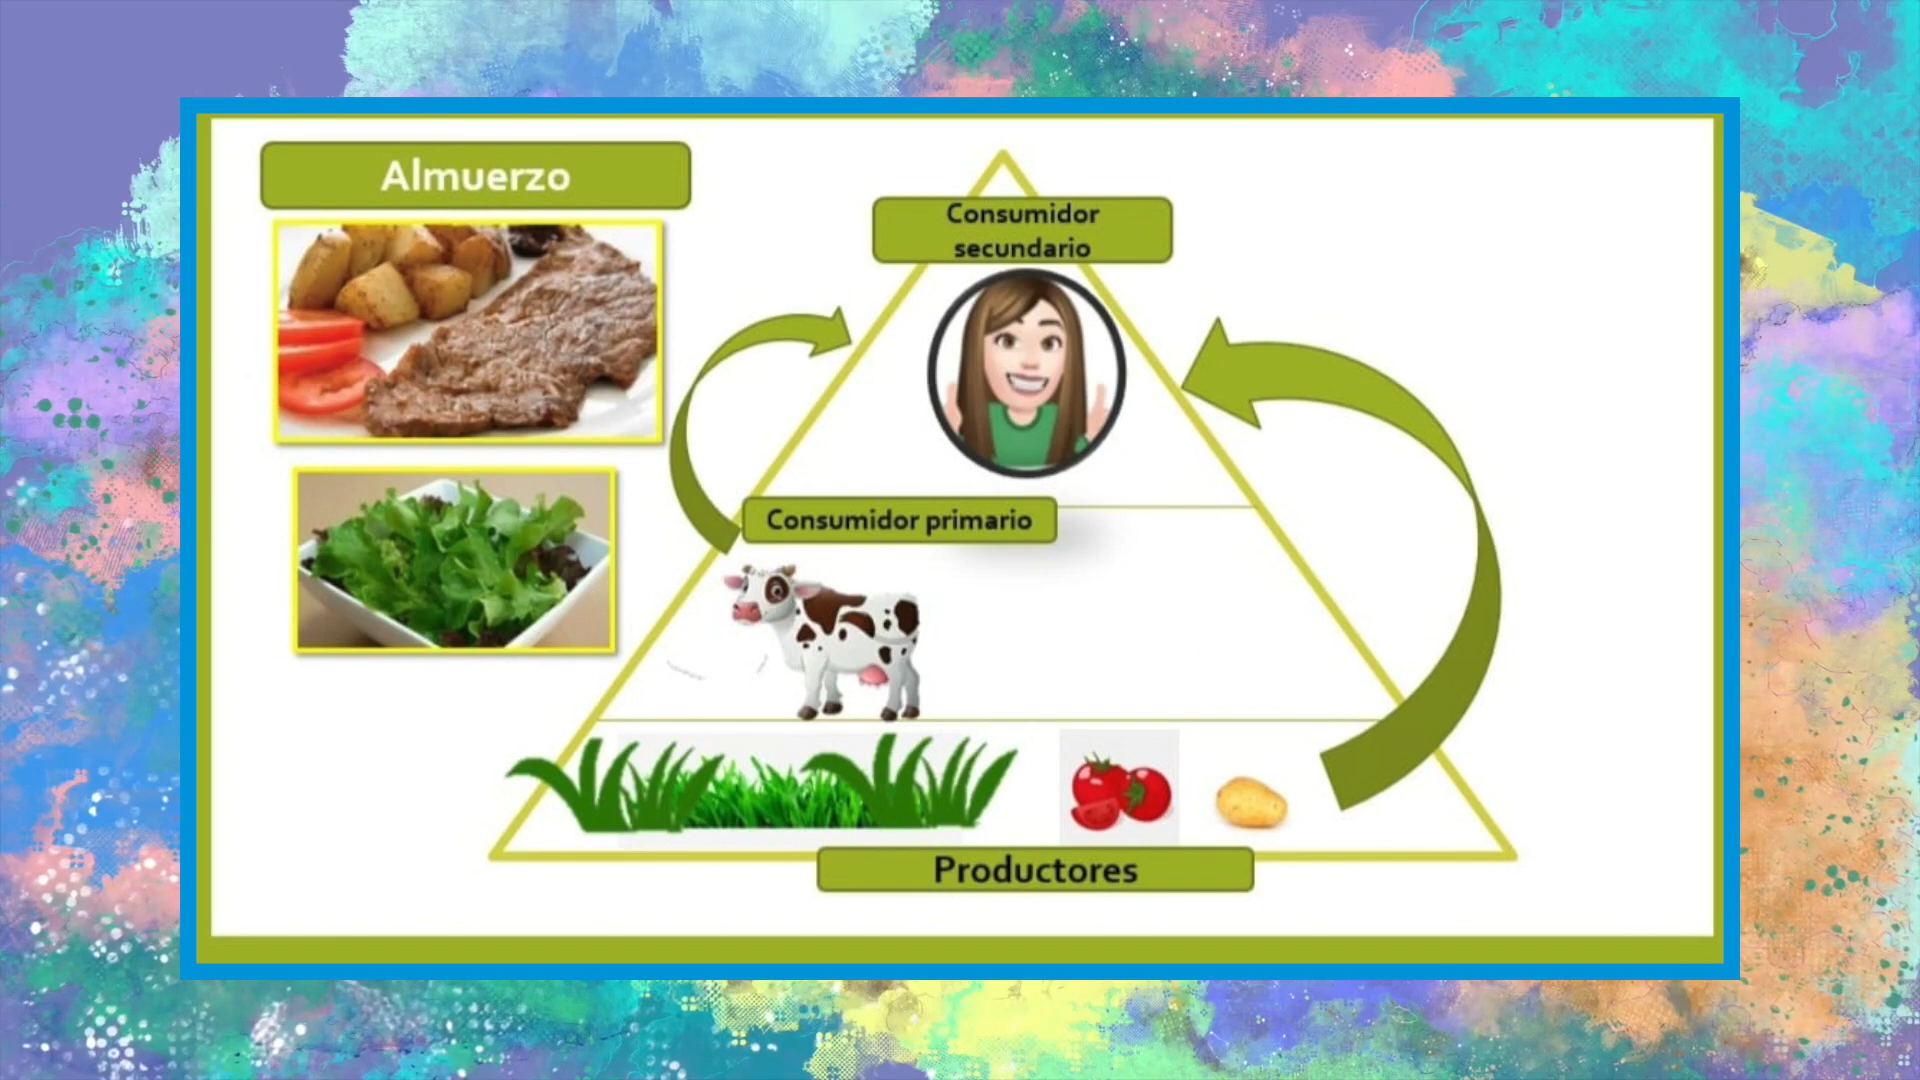 Almuerzo
Consumidor
secundario
Consumidor primario
Productores